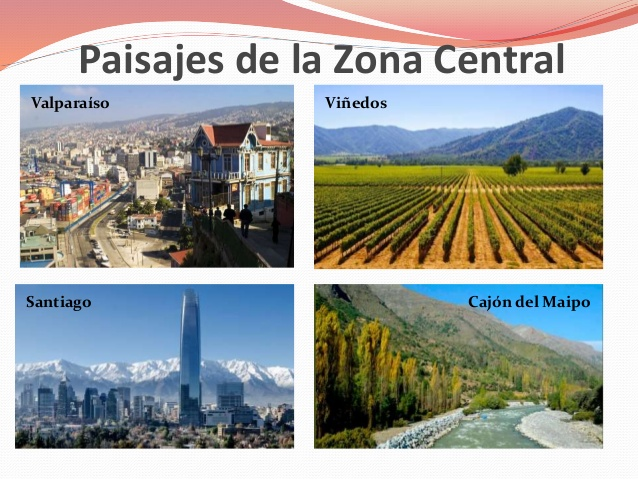 Paisajes de la Zona Central
Valparaíso
Viñedos
Santiago
Cajón del Maipo